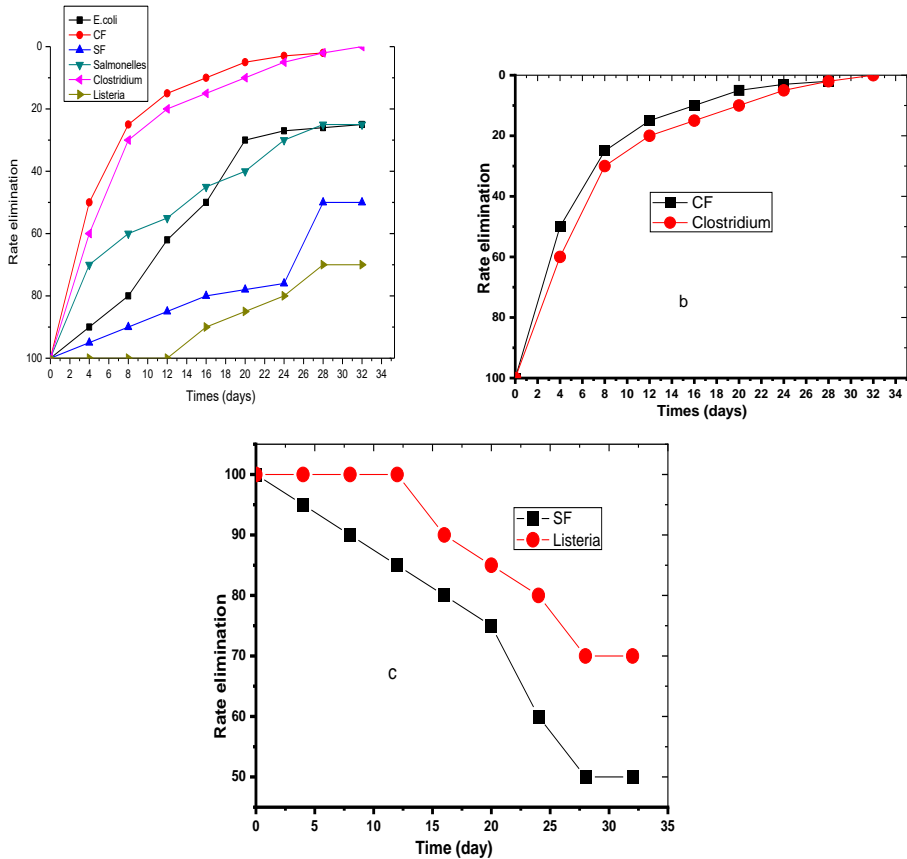 E.coli
CF
SF
Salmonelles
Clostridium
Listeria
Rate elimination
0
20
40
60
80
100
0 2 4 6 8 10 12 14 16 18 20 22 24 26 28 30 32 34
Times (days)
0
20
40
60
80
100
Rate elimination
CF
Clostridium
b
0 2 4 6 8 10 12 14 16 18 20 22 24 26 28 30 32 34
Times (days)
100
90
80
70
60
50
Rate elimination
SF
Listeria
c
0 5 10 15 20 25 30 35
Time (day)